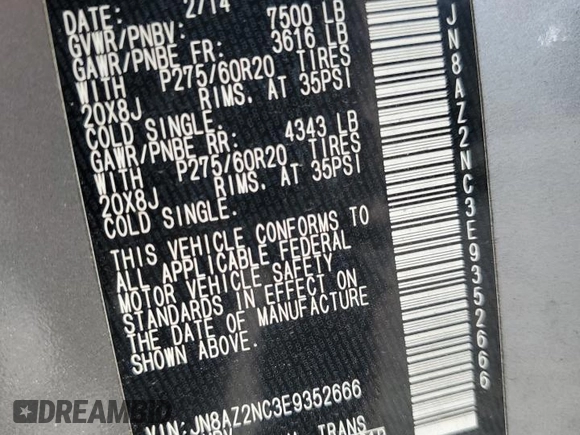 DATE: 2/14
GVWR/PNBV: 7500 LB
GAWR/PNBE FR: 3616 LB
WITH P275/60R20 TIRES
20X8J RIMS. AT 35PSI
COLD SINGLE.
GAWR/PNBE RR: 4343 LB
WITH P275/60R20 TIRES
20X8J RIMS. AT 35PSI
COLD SINGLE.
THIS VEHICLE CONFORMS TO
ALL APPLICABLE FEDERAL
MOTOR VEHICLE SAFETY
STANDARDS IN EFFECT ON
THE DATE OF MANUFACTURE
SHOWN ABOVE.
VIN: JN8AZ2NC3E9352666
TRANS
JN8AZ2NC3E9352666
DREAMBID